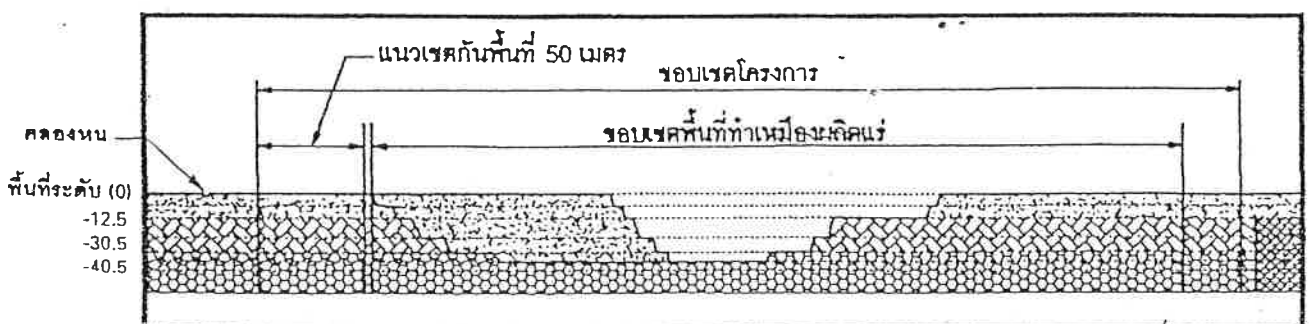 แนวเขตกันพื้นที่ 50 เมตร
ขอบเขตโครงการ
คลองหน
ขอบเขตพื้นที่ทำเหมืองผลิตแร่
พื้นที่ระดับ (0)
-12.5
-30.5
-40.5